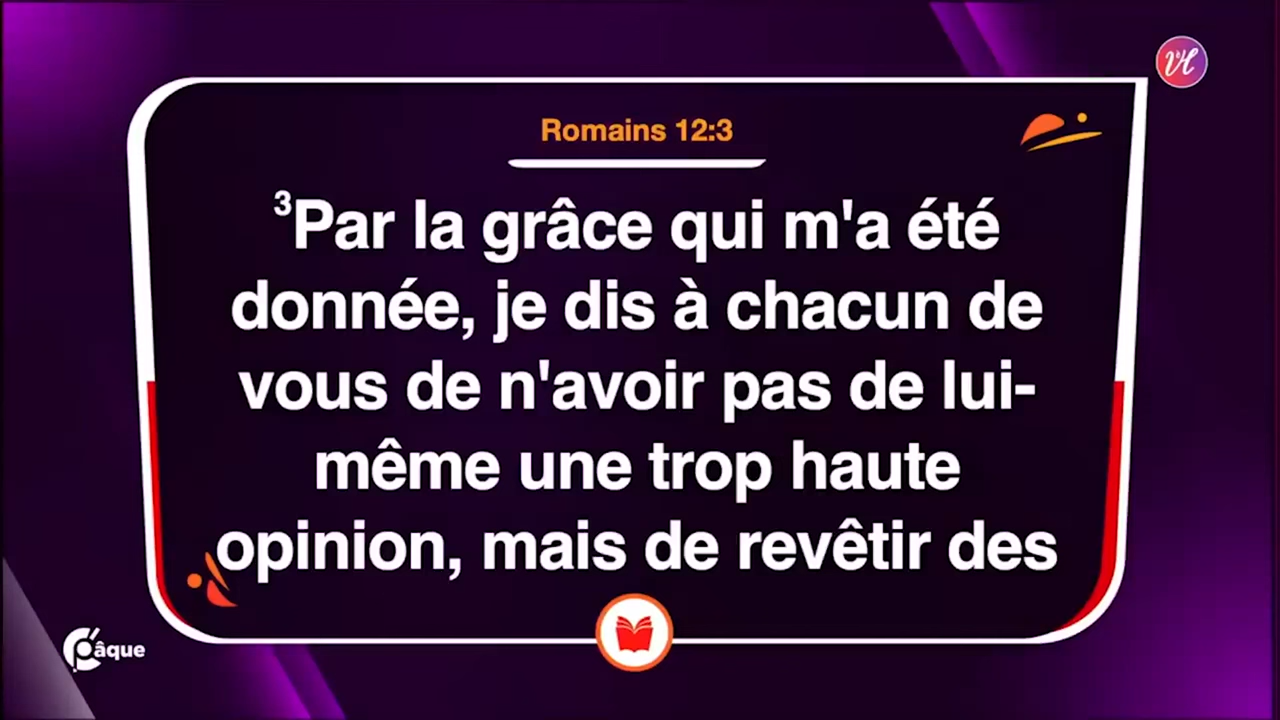 Romains 12:3
³Par la grâce qui m'a été
donnée, je dis à chacun de
vous de n'avoir pas de lui-
même une trop haute
opinion, mais de revêtir des
Pâque